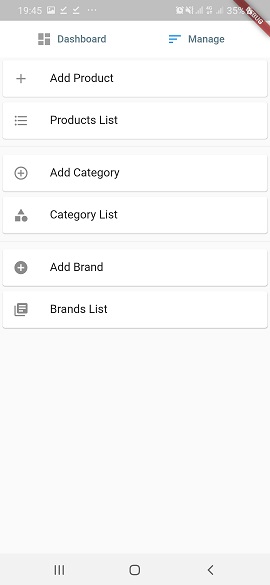 19:45 35%
DEBUG
Dashboard Manage
Add Product
Products List
Add Category
Category List
Add Brand
Brands List